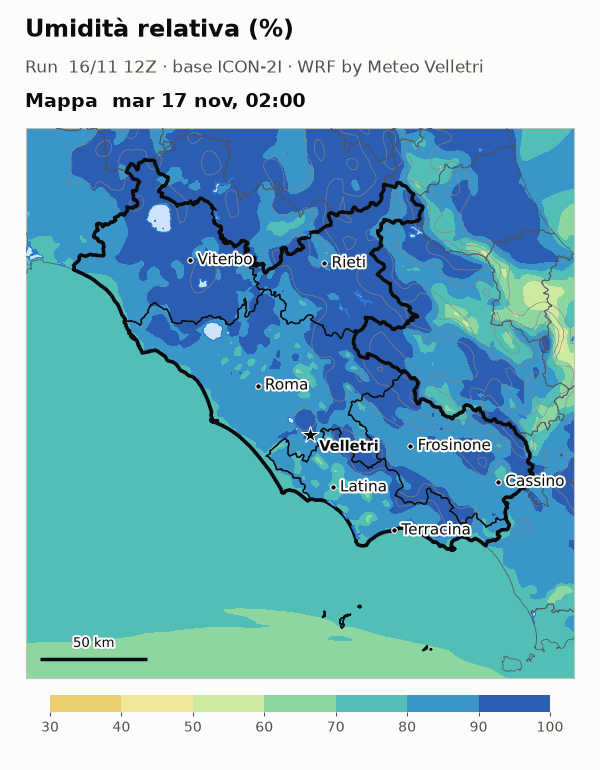 Umidità relativa (%)
Run 16/11 12Z · base ICON-2I · WRF by Meteo Velletri
Mappa mar 17 nov, 02:00
Viterbo
Rieti
Roma
Velletri
Frosinone
Latina
Cassino
Terracina
50 km
30 40 50 60 70 80 90 100